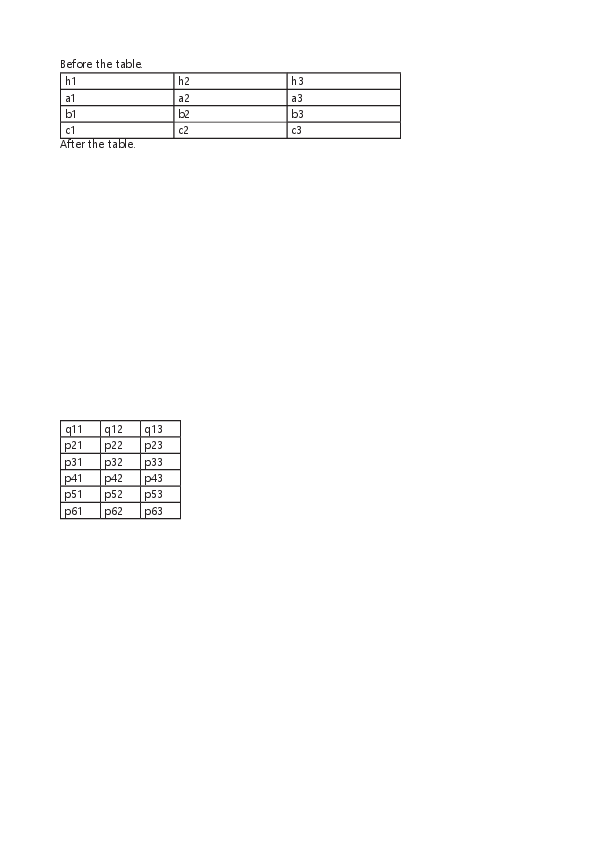 Before the table.
h1 h2 h3
a1 a2 a3
b1 b2 b3
c1 c2 c3
After the table.
q11 q12 q13
p21 p22 p23
p31 p32 p33
p41 p42 p43
p51 p52 p53
p61 p62 p63